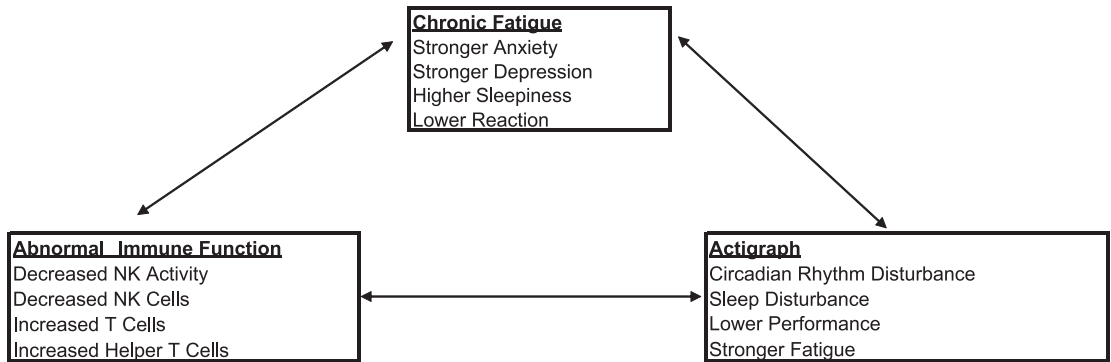 Chronic Fatigue
Stronger Anxiety
Stronger Depression
Higher Sleepiness
Lower Reaction
Abnormal Immune Function
Decreased NK Activity
Decreased NK Cells
Increased T Cells
Increased Helper T Cells
Actigraph
Circadian Rhythm Disturbance
Sleep Disturbance
Lower Performance
Stronger Fatigue